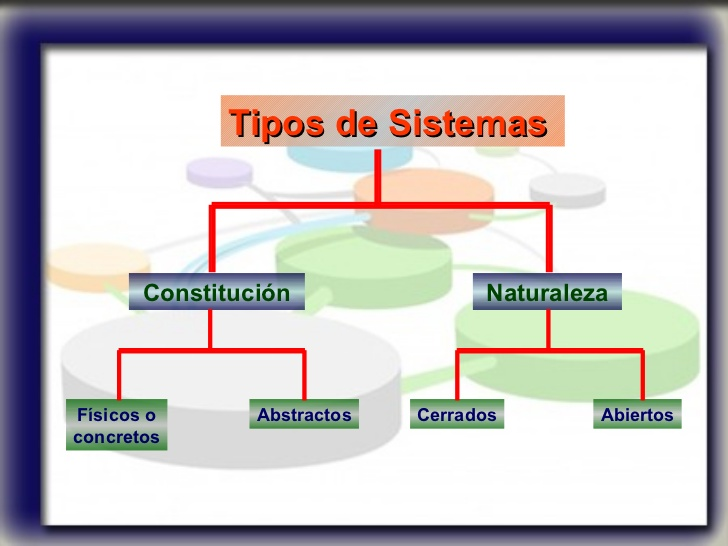 Tipos de Sistemas
Constitución
Naturaleza
Físicos o
concretos
Abstractos
Cerrados
Abiertos